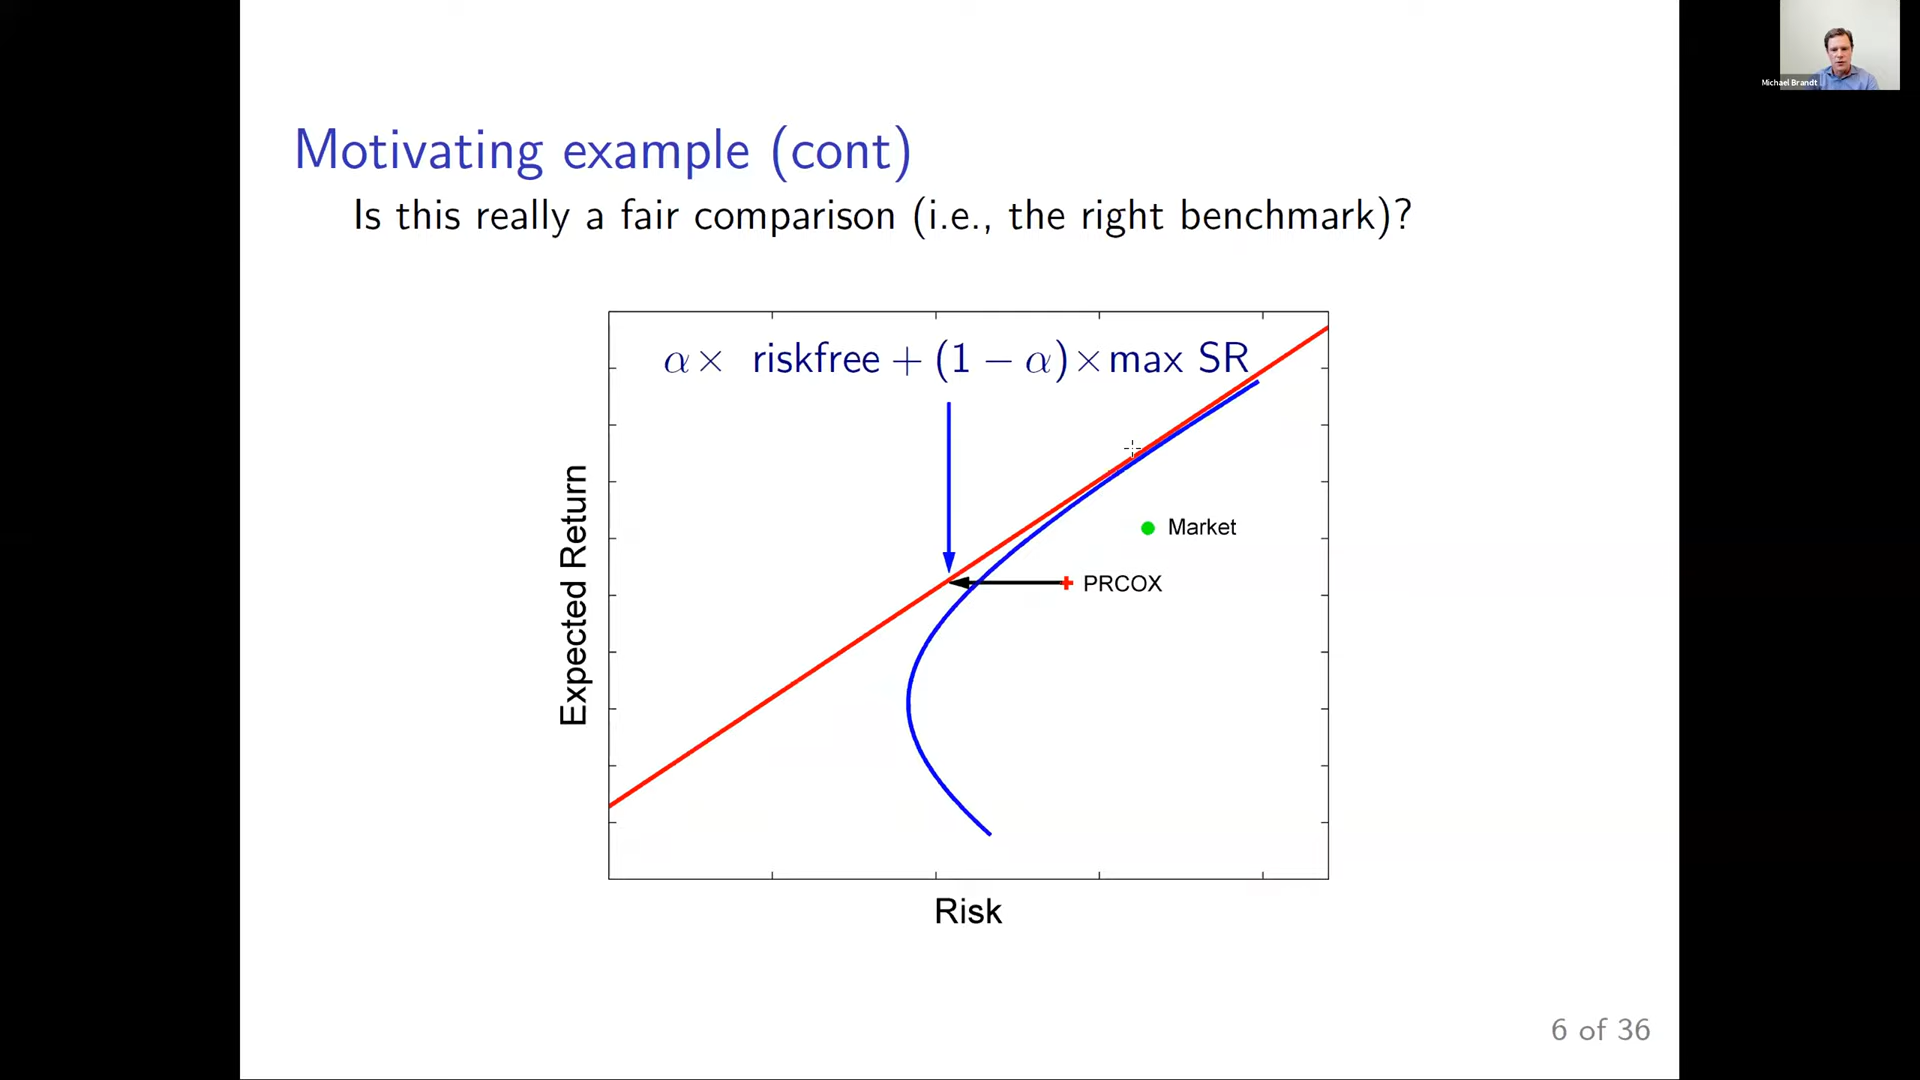 Michael Brandt
Motivating example (cont)
Is this really a fair comparison (i.e., the right benchmark)?
α× riskfree + (1 − α)×max SR
Market
PRCOX
Expected Return
Risk
6 of 36